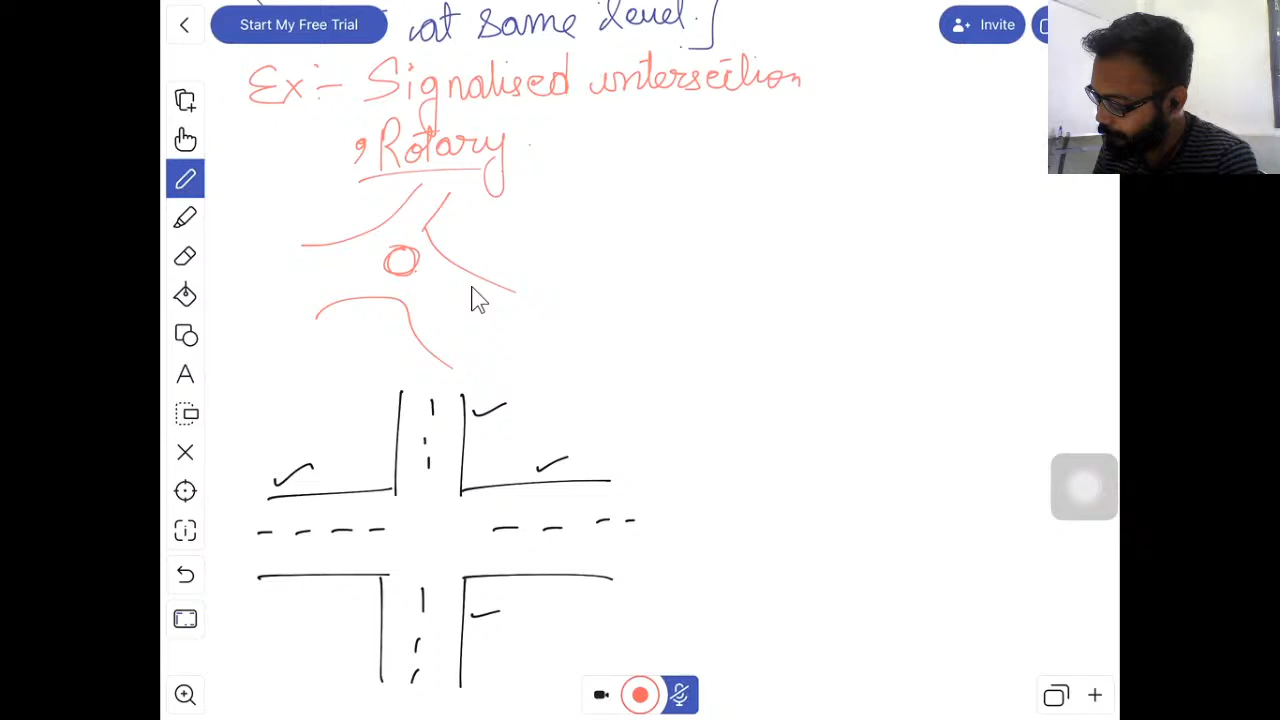 Start My Free Trial
at same level.]
Invite
Ex:- Signalised intersection
, Rotary
A